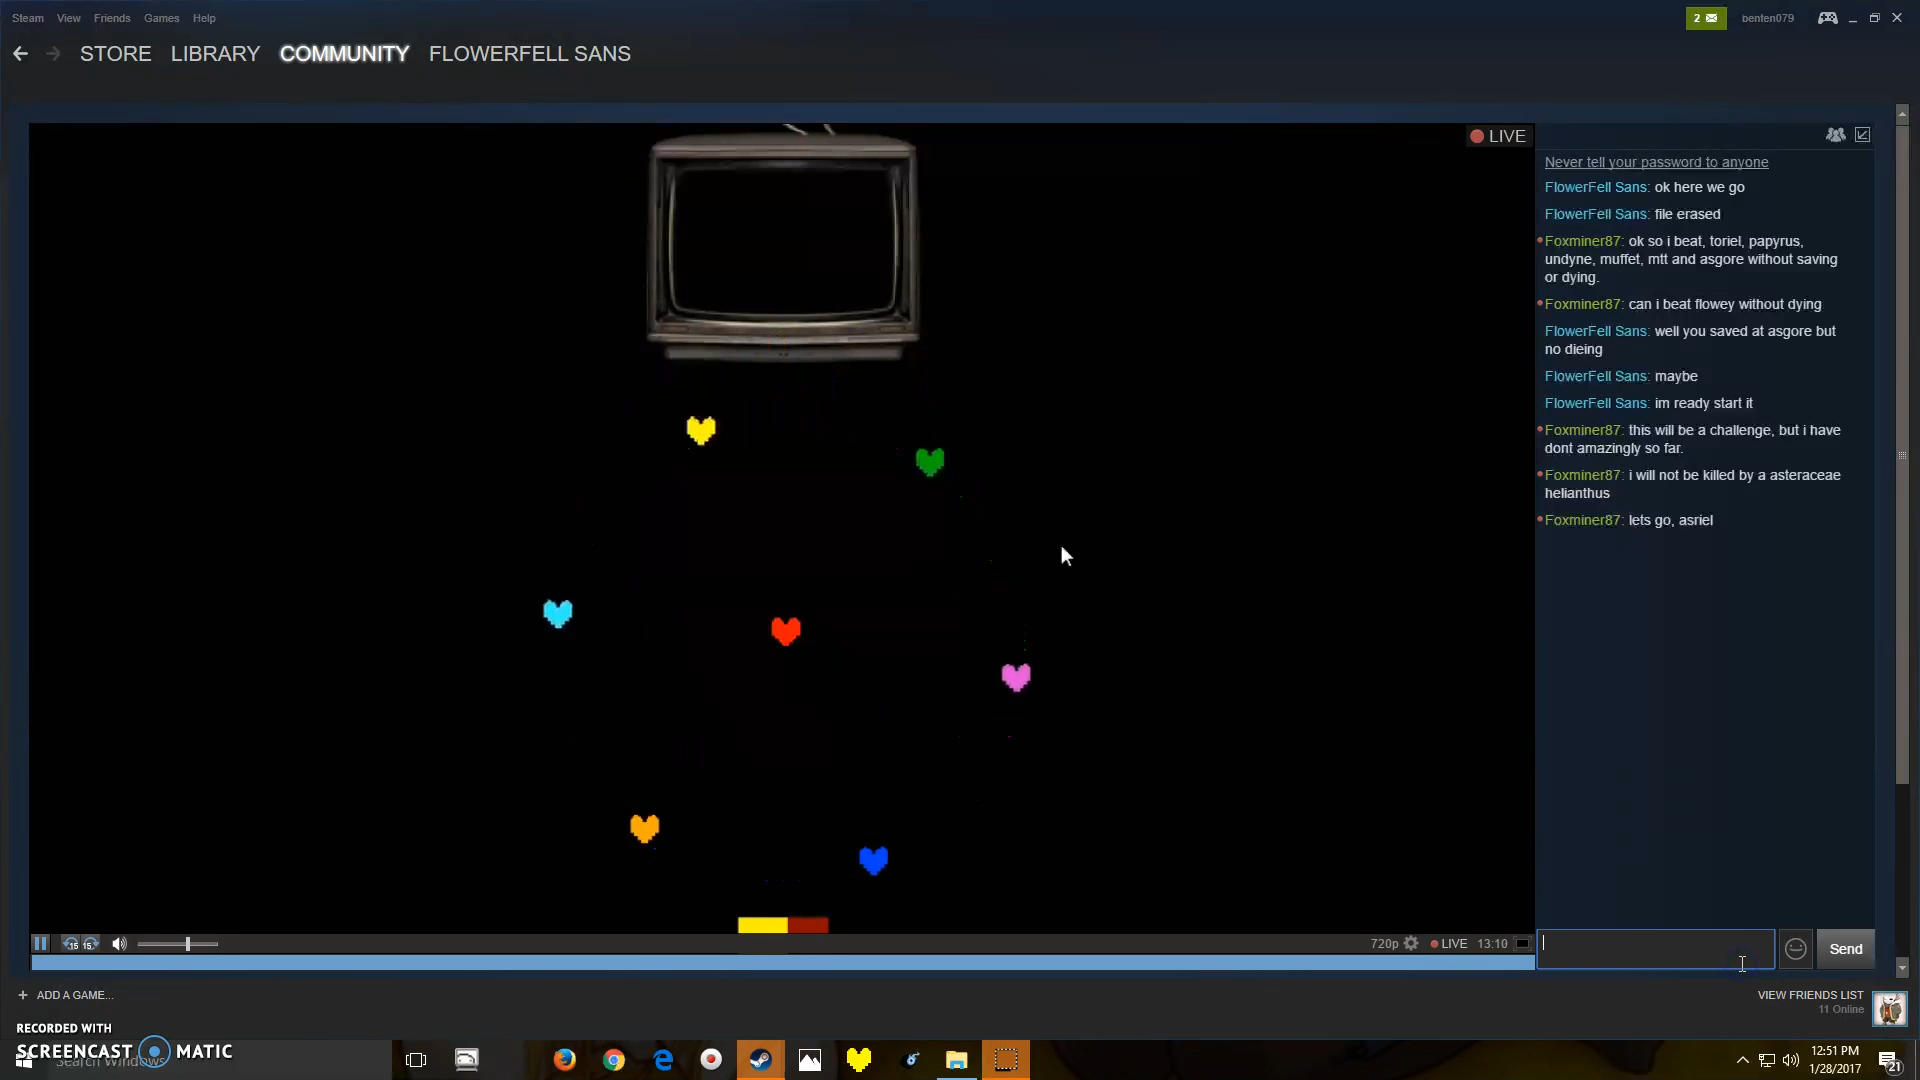 Steam View Friends Games Help
2
benten079
STORE LIBRARY COMMUNITY FLOWERFELL SANS
LIVE
Never tell your password to anyone
FlowerFell Sans: ok here we go
FlowerFell Sans: file erased
Foxminer87: ok so i beat, toriel, papyrus,
undyne, muffet, mtt and asgore without saving
or dying.
Foxminer87: can i beat flowey without dying
FlowerFell Sans: well you saved at asgore but
no dieing
FlowerFell Sans: maybe
FlowerFell Sans: im ready start it
Foxminer87: this will be a challenge, but i have
dont amazingly so far.
Foxminer87: i will not be killed by a asteraceae
helianthus
Foxminer87: lets go, asriel
15 15
720p LIVE 13:10
Send
+ ADD A GAME...
VIEW FRIENDS LIST
11 Online
RECORDED WITH
SCREENCAST MATIC
Search Windows
12:51 PM
1/28/2017
21